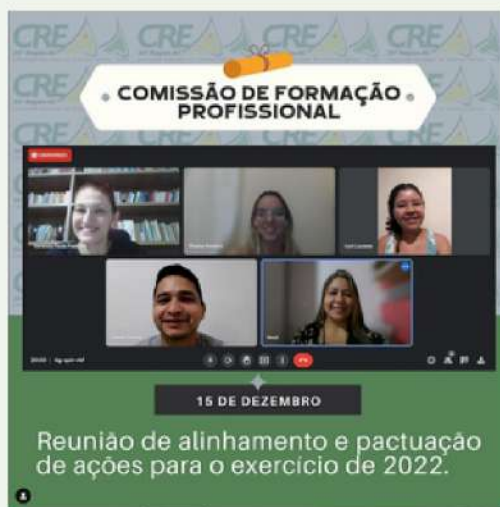 COMISSÃO DE FORMAÇÃO
PROFISSIONAL
15 DE DEZEMBRO
Reunião de alinhamento e pactuação
de ações para o exercício de 2022.